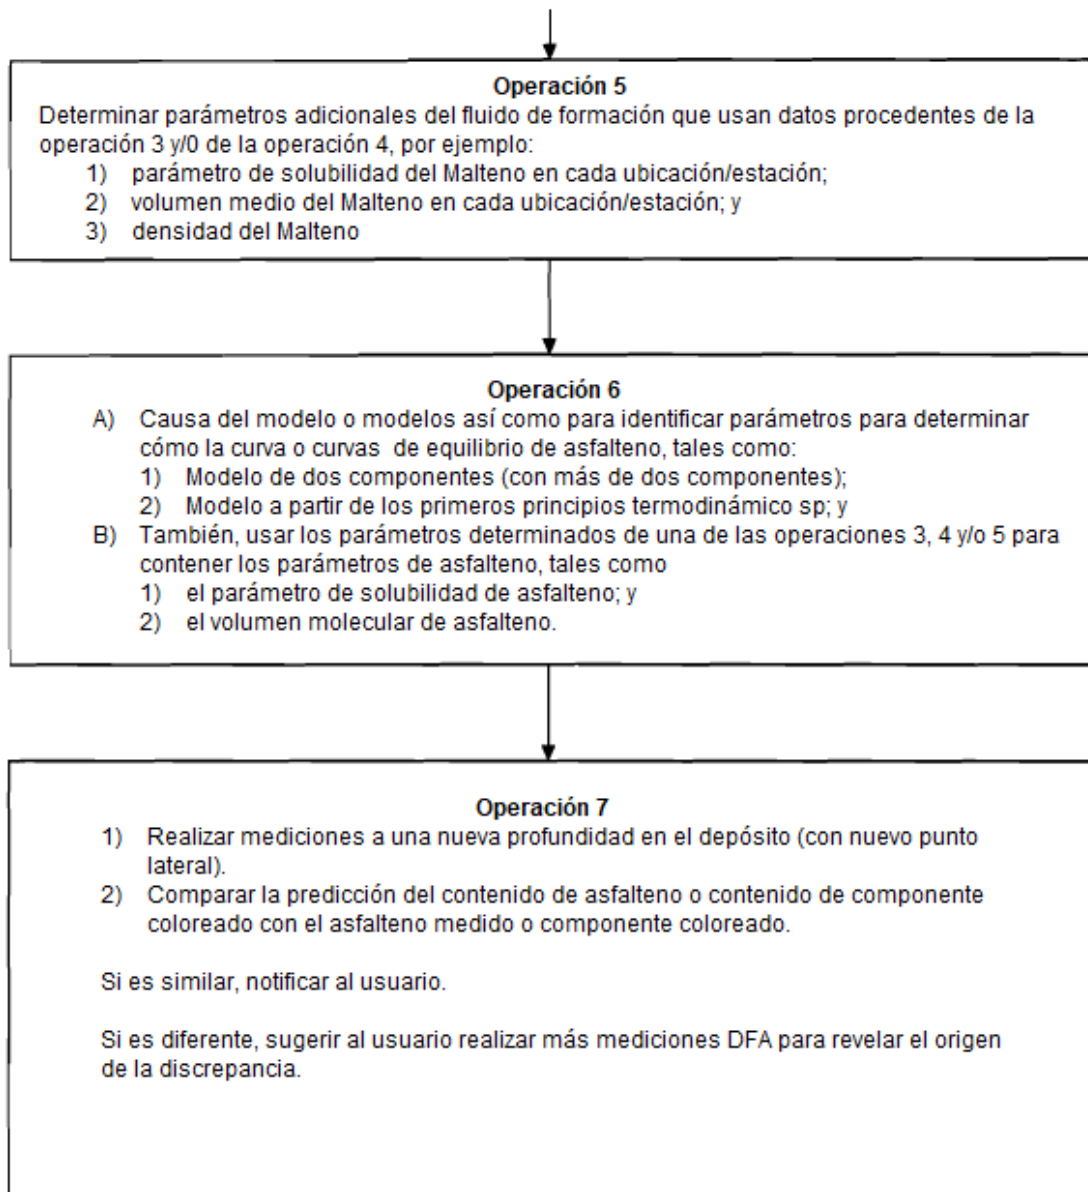 Operación 5
Determinar parámetros adicionales del fluido de formación que usan datos procedentes de la
operación 3 y/0 de la operación 4, por ejemplo:
1) parámetro de solubilidad del Malteno en cada ubicación/estación;
2) volumen medio del Malteno en cada ubicación/estación; y
3) densidad del Malteno
Operación 6
A) Causa del modelo o modelos así como para identificar parámetros para determinar
cómo la curva o curvas de equilibrio de asfalteno, tales como:
1) Modelo de dos componentes (con más de dos componentes);
2) Modelo a partir de los primeros principios termodinámico sp; y
B) También, usar los parámetros determinados de una de las operaciones 3, 4 y/o 5 para
contener los parámetros de asfalteno, tales como
1) el parámetro de solubilidad de asfalteno; y
2) el volumen molecular de asfalteno.
Operación 7
1) Realizar mediciones a una nueva profundidad en el depósito (con nuevo punto
lateral).
2) Comparar la predicción del contenido de asfalteno o contenido de componente
coloreado con el asfalteno medido o componente coloreado.
Si es similar, notificar al usuario.
Si es diferente, sugerir al usuario realizar más mediciones DFA para revelar el origen
de la discrepancia.